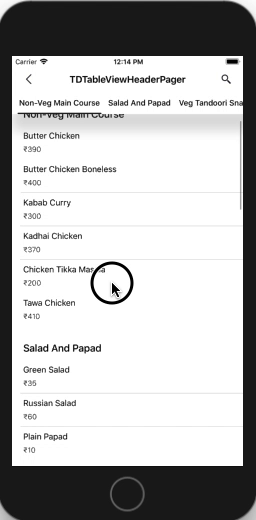 Carrier 12:14 PM
TDTableViewHeaderPager
Non-Veg Main Course Salad And Papad Veg Tandoori Sna
Non-Veg Main Course
Butter Chicken
₹390
Butter Chicken Boneless
₹400
Kabab Curry
₹300
Kadhai Chicken
₹370
Chicken Tikka Masala
₹200
Tawa Chicken
₹410
Salad And Papad
Green Salad
₹35
Russian Salad
₹60
Plain Papad
₹10